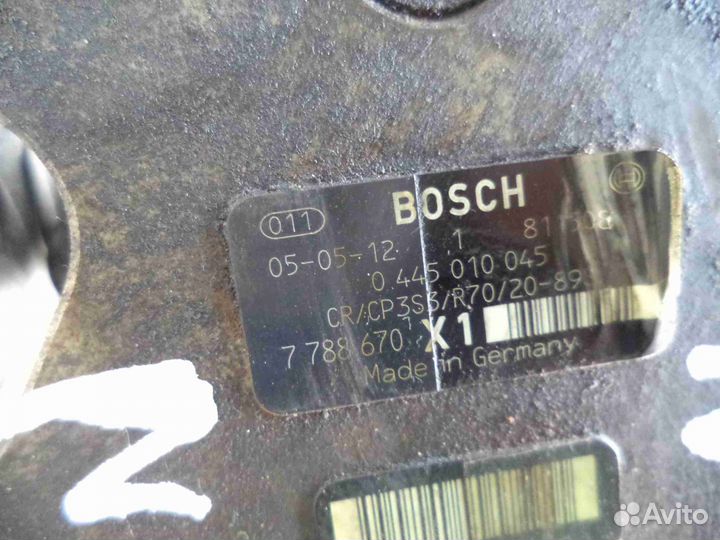 BOSCH
011
05-05-12 1
0 445 010 045
CR/CP3S3/R70/20-89
7 788 670 X1
Made in Germany
Avito